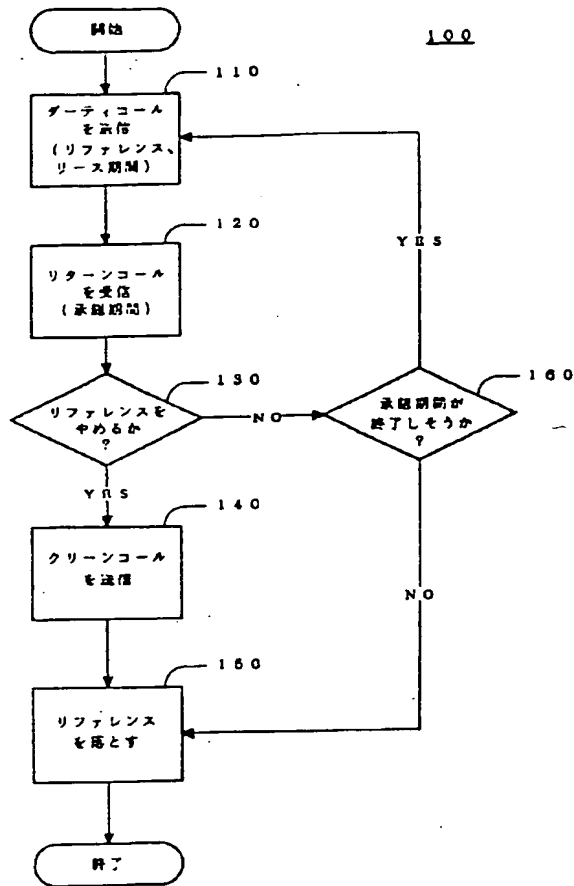 開始
100
110
ダーティコール
を送信
(リファレンス、
リース期間)
120
リターンコール
を受信
(承認期間)
130
リファレンスを
やめるか
?
NO
YES
160
承認期間が
終了しそうか
?
YES
NO
140
クリーンコール
を送信
150
リファレンス
を落とす
終了